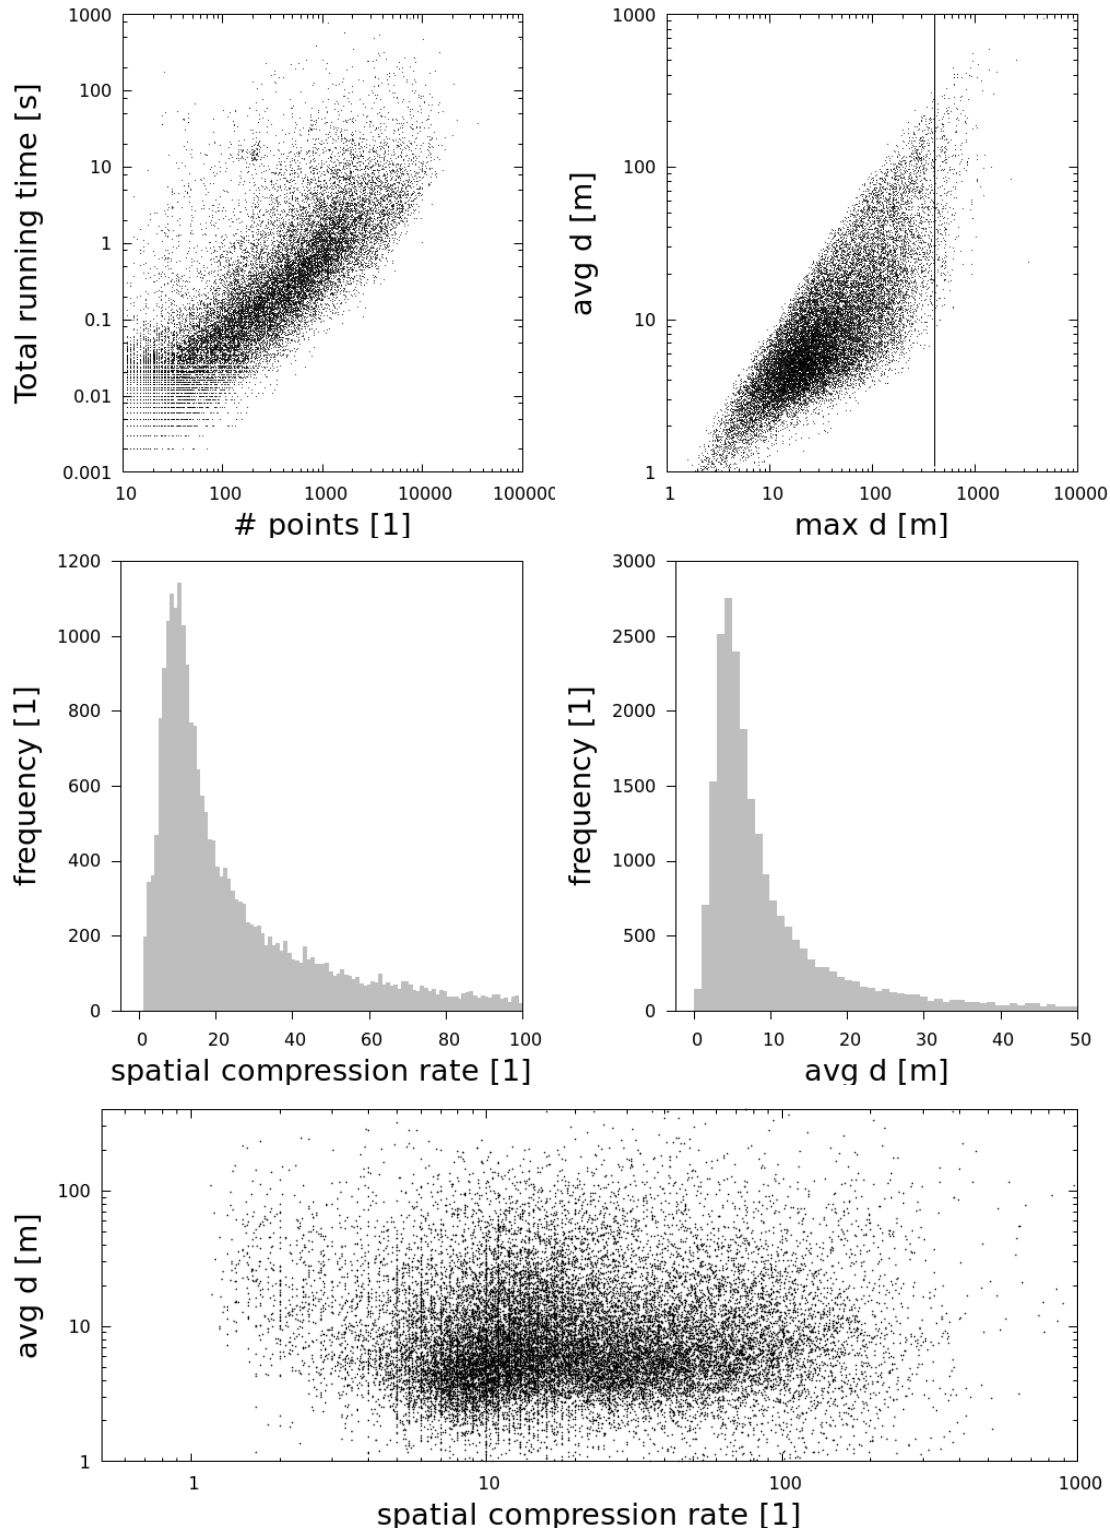 1000
100
10
1
0.1
0.01
0.001
Total running time [s]
10 100 1000 10000 100000
# points [1]
1000
100
10
1
avg d [m]
1 10 100 1000 10000
max d [m]
1200
1000
800
600
400
200
0
frequency [1]
0 20 40 60 80 100
spatial compression rate [1]
3000
2500
2000
1500
1000
500
0
frequency [1]
0 10 20 30 40 50
avg d [m]
100
10
1
avg d [m]
1 10 100 1000
spatial compression rate [1]